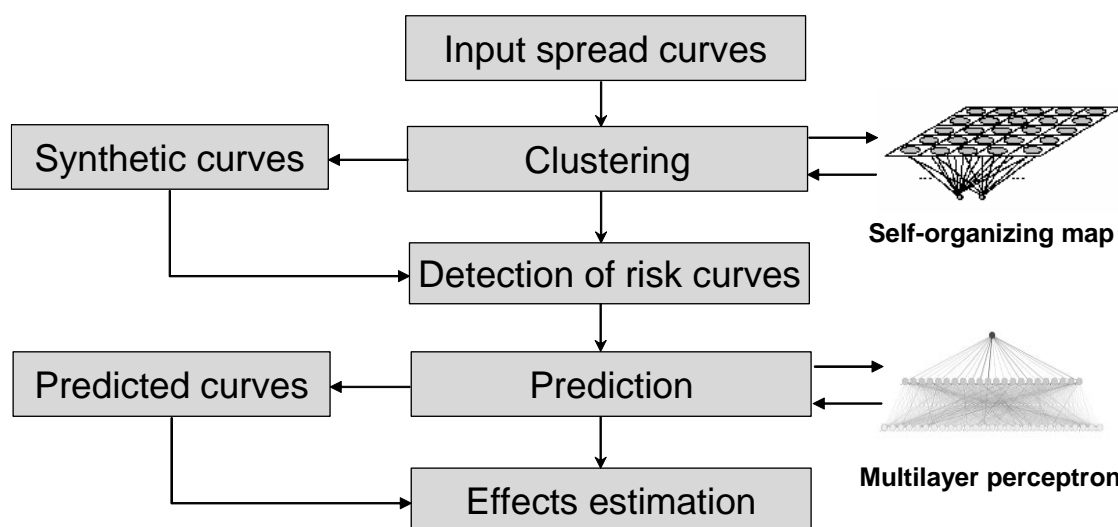 Input spread curves
Synthetic curves
Clustering
Self-organizing map
Detection of risk curves
Predicted curves
Prediction
Multilayer perceptron
Effects estimation